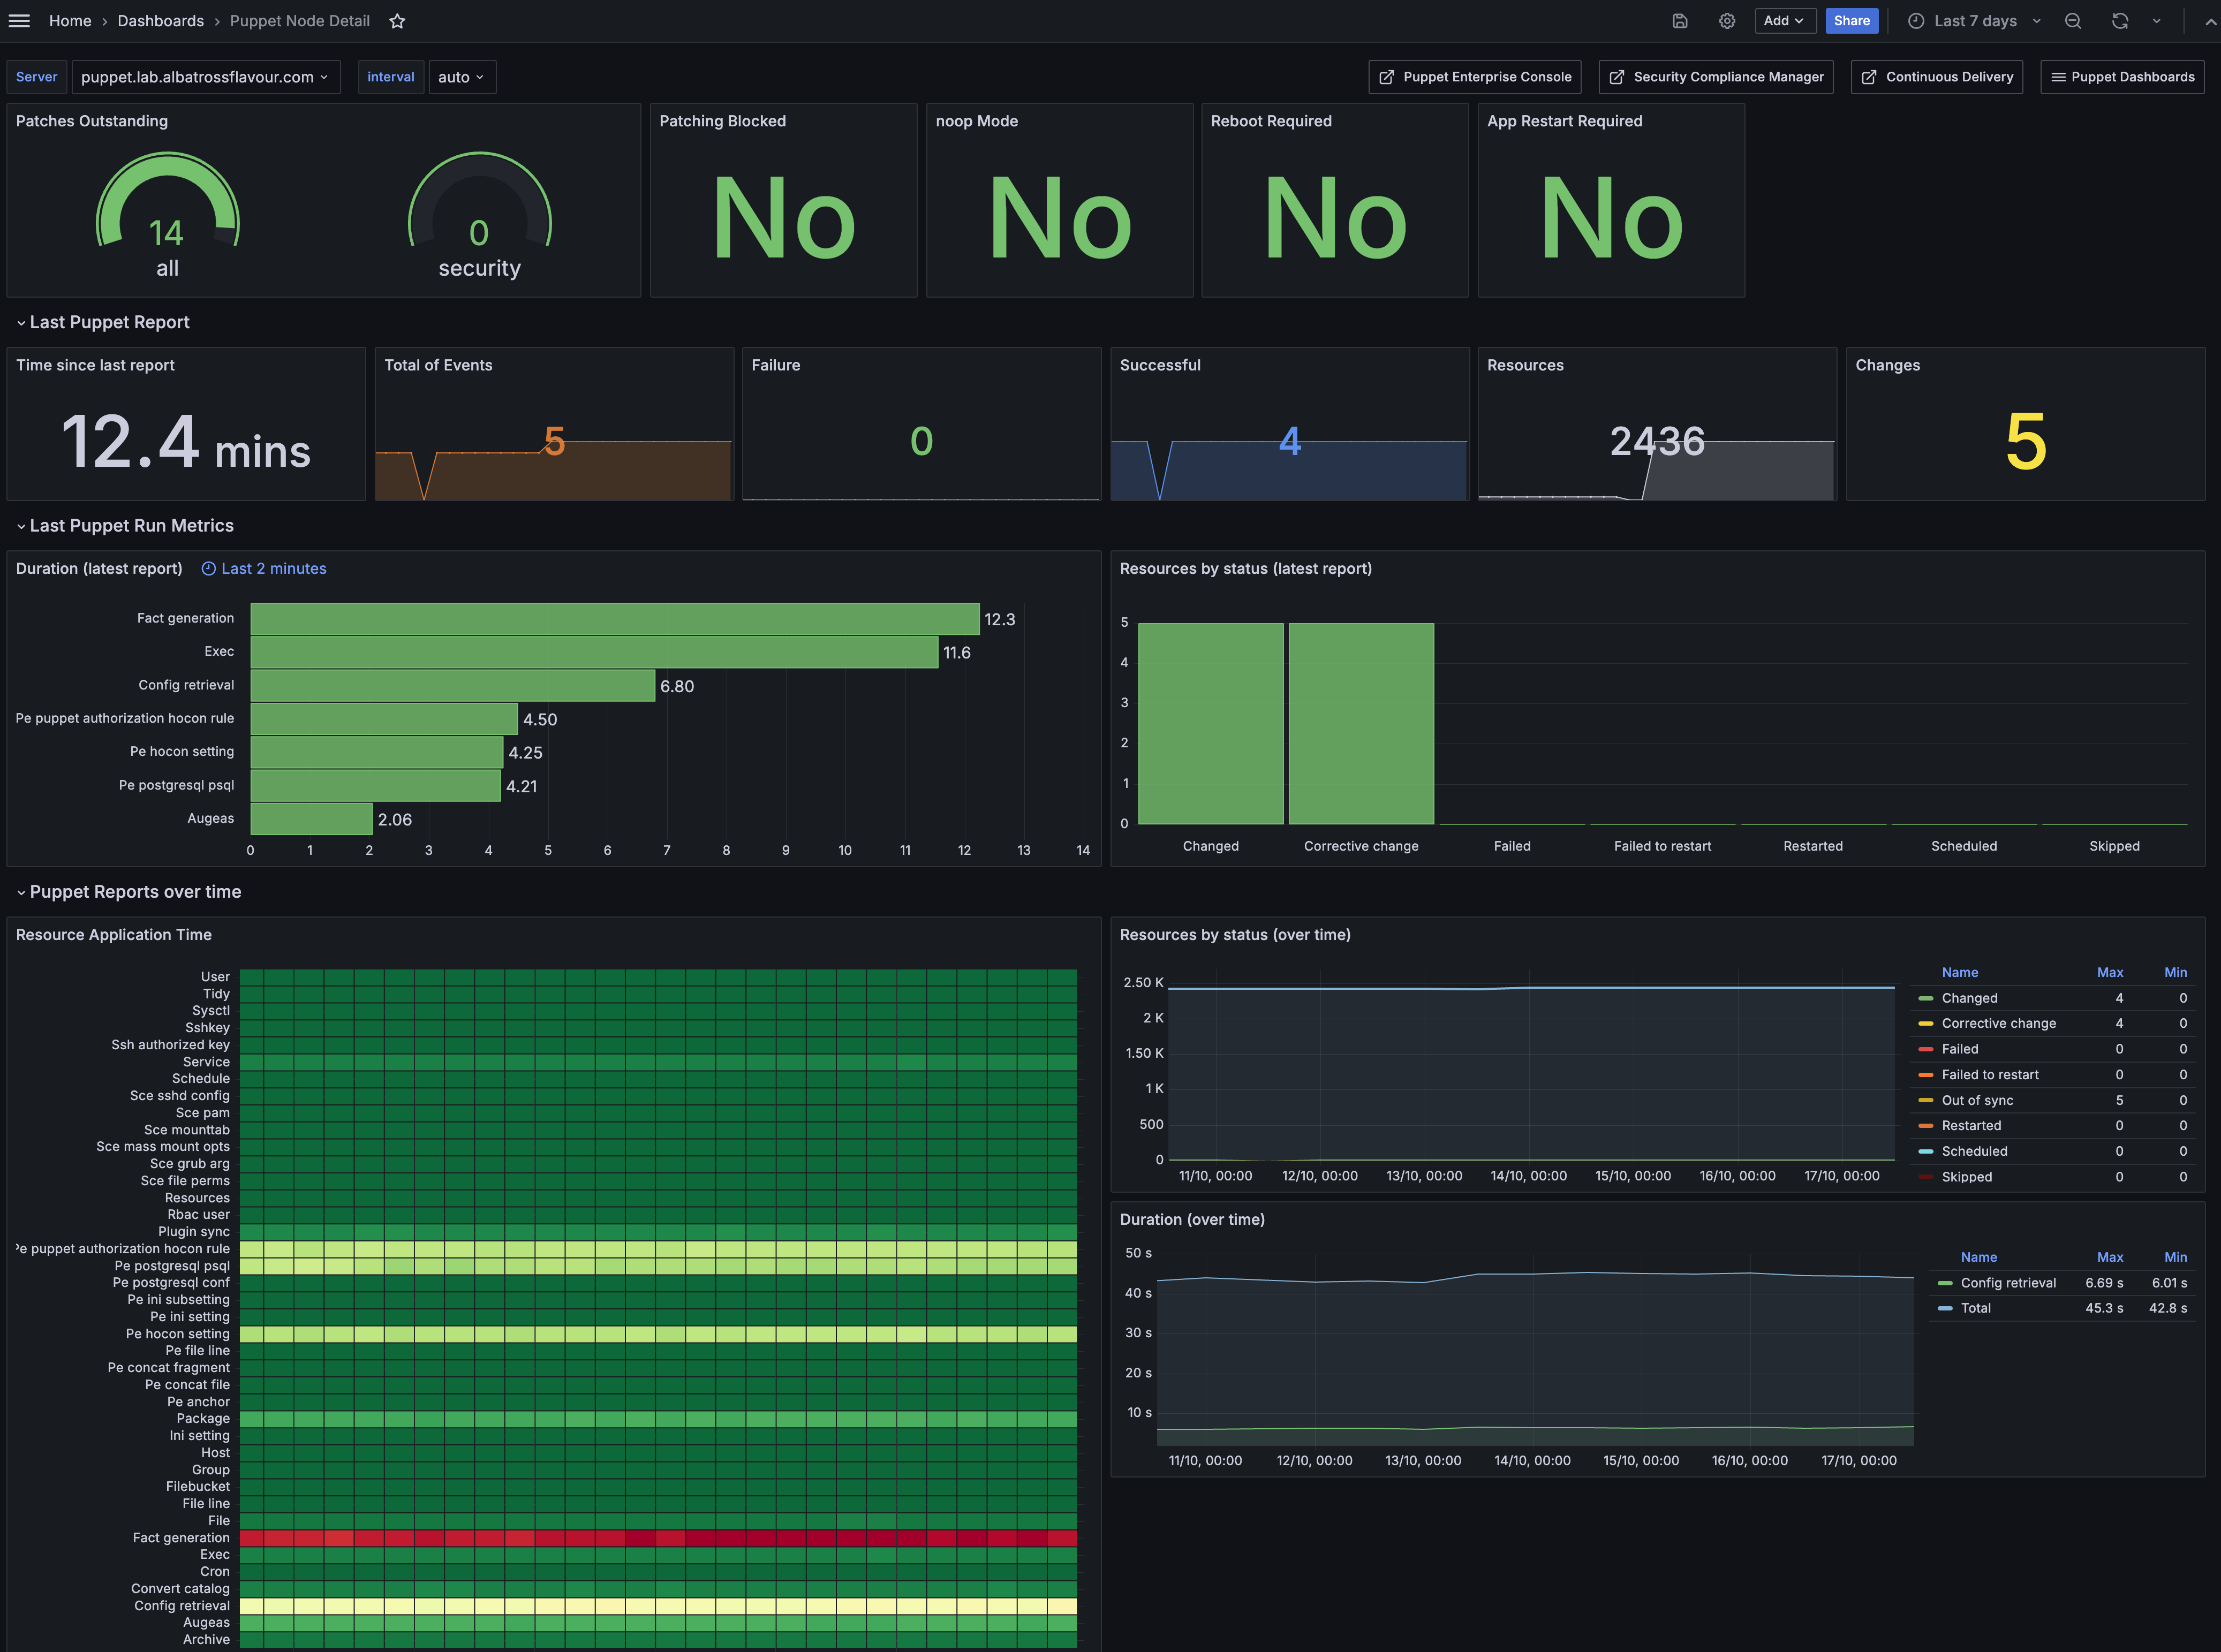 Home › Dashboards › Puppet Node Detail
Add
Share
Last 7 days
Server puppet.lab.albatrossflavour.com interval auto
Puppet Enterprise Console
Security Compliance Manager
Continuous Delivery
Puppet Dashboards
Patches Outstanding
14
all
0
security
Patching Blocked
No
noop Mode
No
Reboot Required
No
App Restart Required
No
Last Puppet Report
Time since last report
12.4 mins
Total of Events
5
Failure
0
Successful
4
Resources
2436
Changes
5
Last Puppet Run Metrics
Duration (latest report) Last 2 minutes
Fact generation 12.3
Exec 11.6
Config retrieval 6.80
Pe puppet authorization hocon rule 4.50
Pe hocon setting 4.25
Pe postgresql psql 4.21
Augeas 2.06
0 1 2 3 4 5 6 7 8 9 10 11 12 13 14
Resources by status (latest report)
5
4
3
2
1
0
Changed Corrective change Failed Failed to restart Restarted Scheduled Skipped
Puppet Reports over time
Resource Application Time
User
Tidy
Sysctl
Sshkey
Ssh authorized key
Service
Schedule
Sce sshd config
Sce pam
Sce mounttab
Sce mass mount opts
Sce grub arg
Sce file perms
Resources
Rbac user
Plugin sync
Pe puppet authorization hocon rule
Pe postgresql psql
Pe postgresql conf
Pe ini subsetting
Pe ini setting
Pe hocon setting
Pe file line
Pe concat fragment
Pe concat file
Pe anchor
Package
Ini setting
Host
Group
Filebucket
File line
File
Fact generation
Exec
Cron
Convert catalog
Config retrieval
Augeas
Archive
Resources by status (over time)
2.50 K
2 K
1.50 K
1 K
500
0
11/10, 00:00 12/10, 00:00 13/10, 00:00 14/10, 00:00 15/10, 00:00 16/10, 00:00 17/10, 00:00
Name Max Min
Changed 4 0
Corrective change 4 0
Failed 0 0
Failed to restart 0 0
Out of sync 5 0
Restarted 0 0
Scheduled 0 0
Skipped 0 0
Duration (over time)
50 s
40 s
30 s
20 s
10 s
11/10, 00:00 12/10, 00:00 13/10, 00:00 14/10, 00:00 15/10, 00:00 16/10, 00:00 17/10, 00:00
Name Max Min
Config retrieval 6.69 s 6.01 s
Total 45.3 s 42.8 s